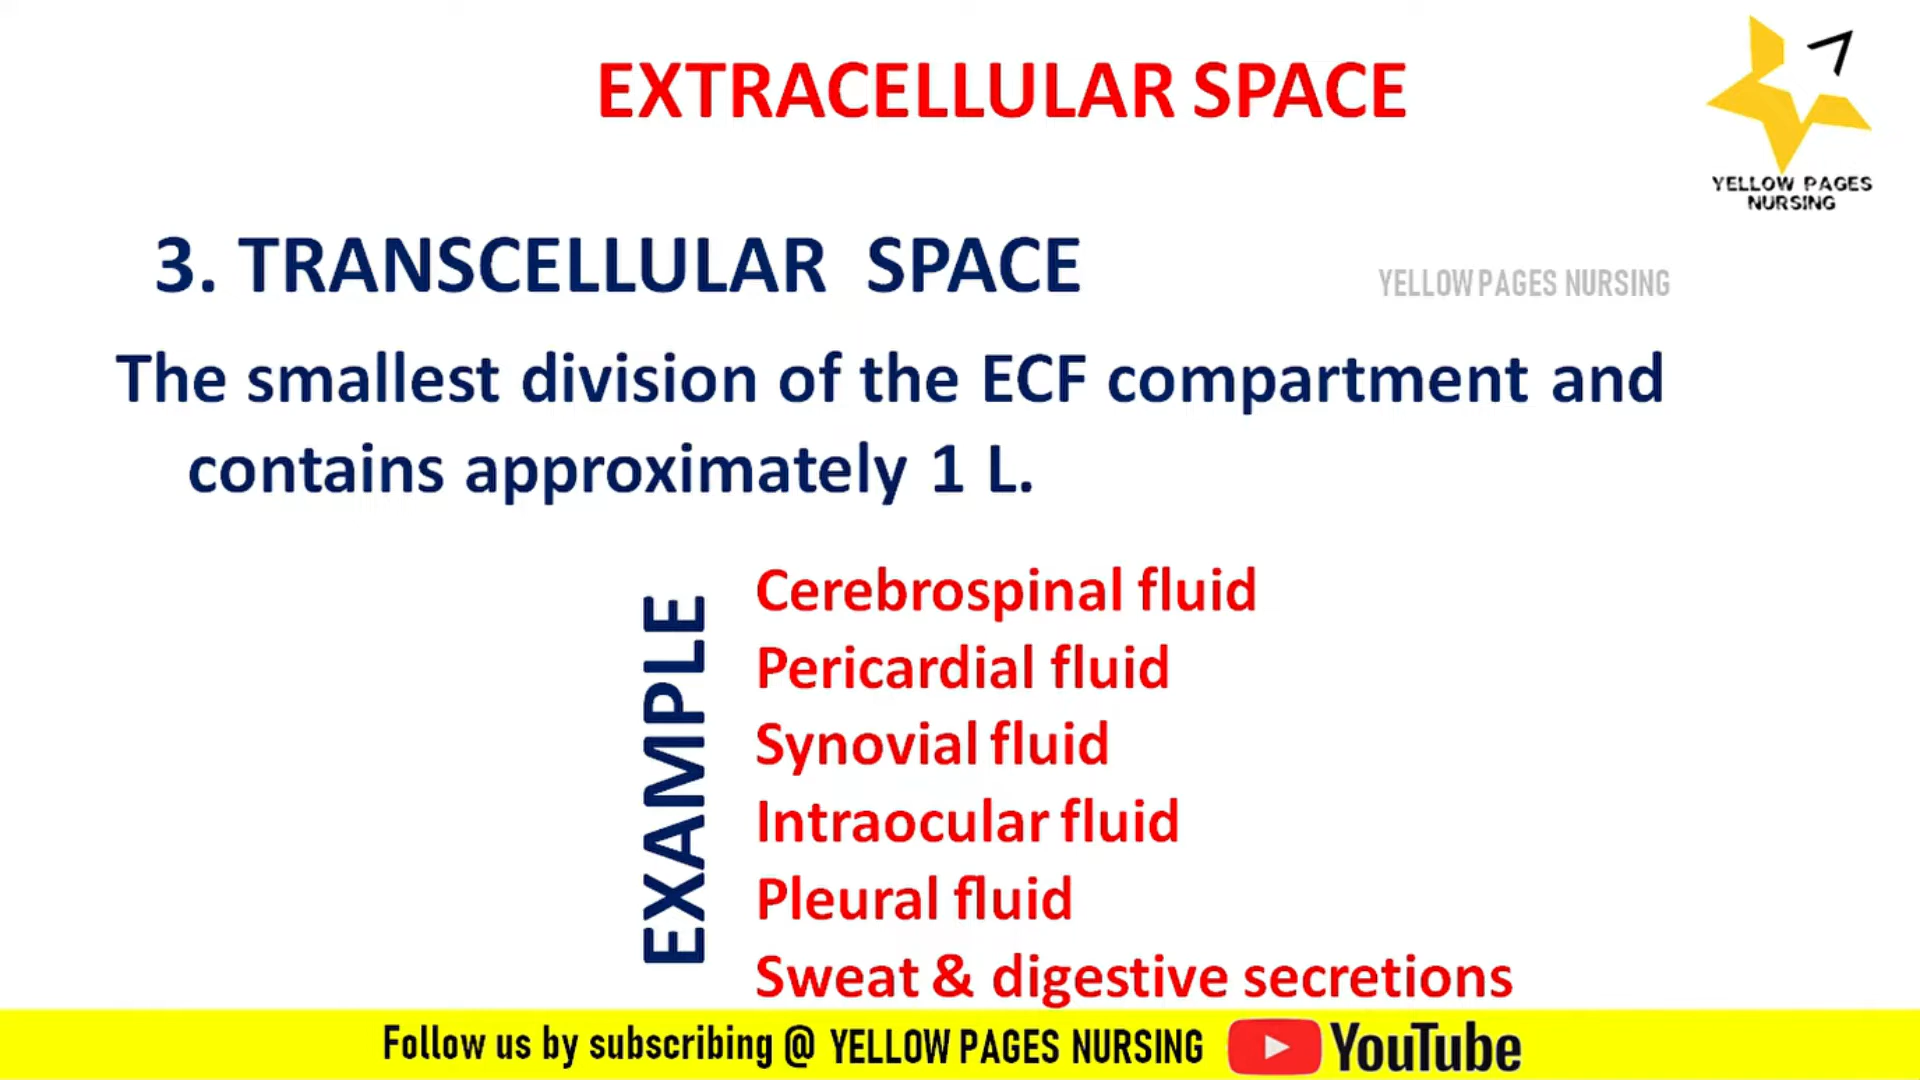 EXTRACELLULAR SPACE
YELLOW PAGES
NURSING
3. TRANSCELLULAR SPACE
YELLOW PAGES NURSING
The smallest division of the ECF compartment and
contains approximately 1 L.
EXAMPLE
Cerebrospinal fluid
Pericardial fluid
Synovial fluid
Intraocular fluid
Pleural fluid
Sweat & digestive secretions
Follow us by subscribing @ YELLOW PAGES NURSING YouTube